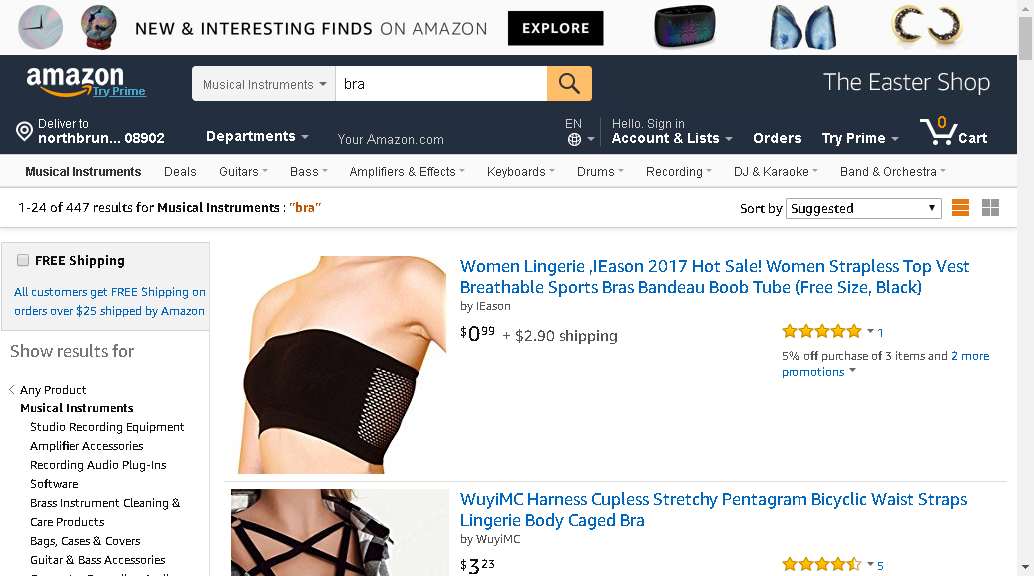 NEW & INTERESTING FINDS ON AMAZON EXPLORE
amazon
Try Prime
Musical Instruments bra
The Easter Shop
Deliver to
northbrun... 08902
Departments
Your Amazon.com
EN
Hello. Sign in
Account & Lists
Orders
Try Prime
0
Cart
Musical Instruments Deals Guitars Bass Amplifiers & Effects Keyboards Drums Recording DJ & Karaoke Band & Orchestra
1-24 of 447 results for Musical Instruments : "bra"
Sort by Suggested
FREE Shipping
All customers get FREE Shipping on
orders over $25 shipped by Amazon
Show results for
Any Product
Musical Instruments
Studio Recording Equipment
Amplifier Accessories
Recording Audio Plug-Ins
Software
Brass Instrument Cleaning &
Care Products
Bags, Cases & Covers
Guitar & Bass Accessories
Women Lingerie ,IEason 2017 Hot Sale! Women Strapless Top Vest
Breathable Sports Bras Bandeau Boob Tube (Free Size, Black)
by IEason
$0 99 + $2.90 shipping
1
5% off purchase of 3 items and 2 more
promotions
WuyiMC Harness Cupless Stretchy Pentagram Bicyclic Waist Straps
Lingerie Body Caged Bra
by WuyiMC
$3 23
5